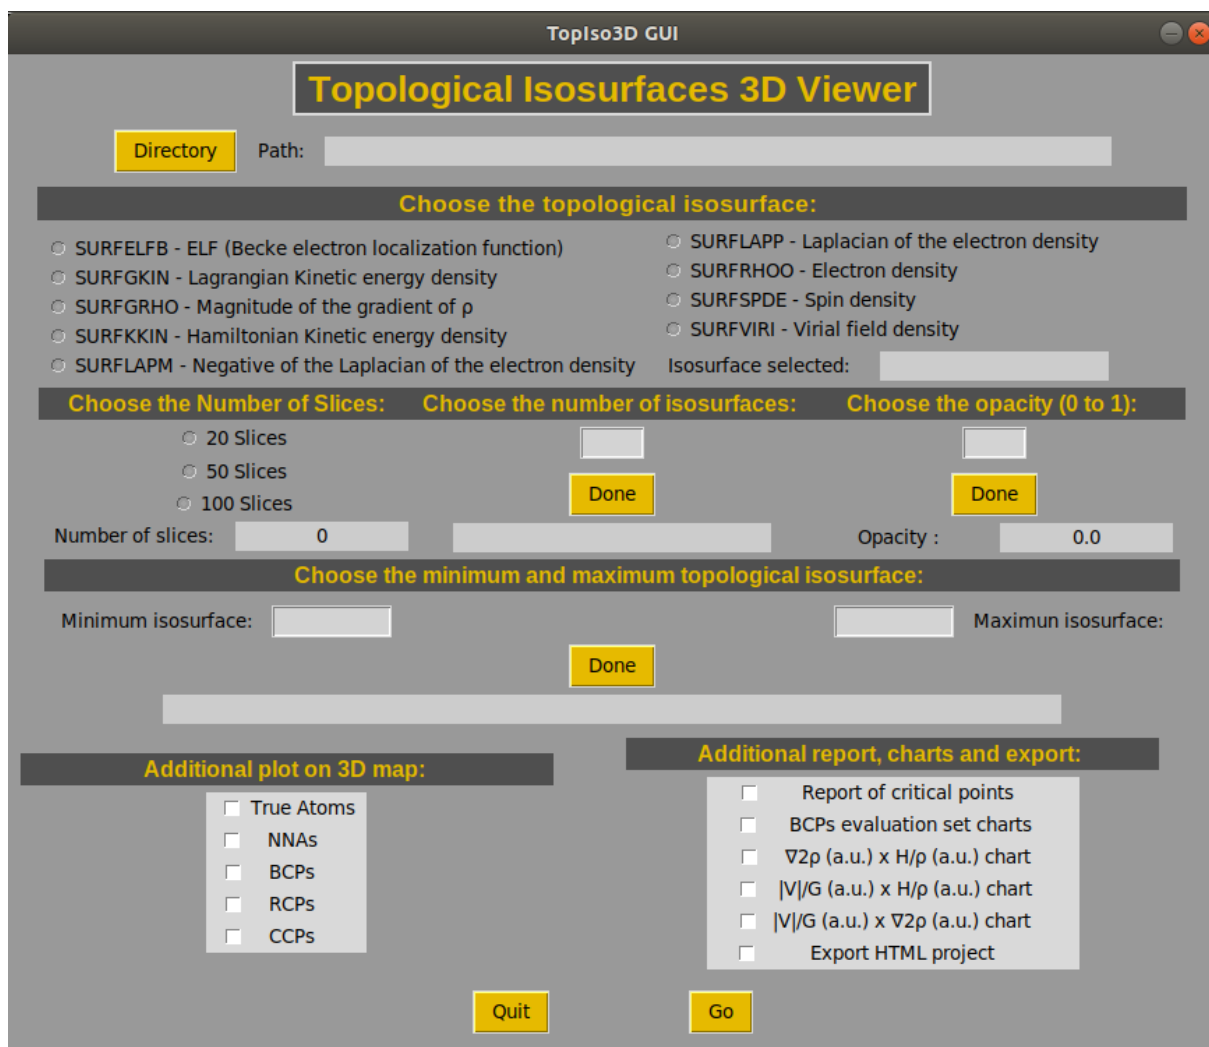 TopIso3D GUI
Topological Isosurfaces 3D Viewer
Directory Path:
Choose the topological isosurface:
SURFELFB - ELF (Becke electron localization function)
SURFGKIN - Lagrangian Kinetic energy density
SURFGRHO - Magnitude of the gradient of ρ
SURFKKIN - Hamiltonian Kinetic energy density
SURFLAPM - Negative of the Laplacian of the electron density
SURFLAPP - Laplacian of the electron density
SURFRHOO - Electron density
SURFSPDE - Spin density
SURFVIRI - Virial field density
Isosurface selected:
Choose the Number of Slices: Choose the number of isosurfaces: Choose the opacity (0 to 1):
20 Slices
50 Slices
100 Slices
Done Done
Number of slices: 0 Opacity : 0.0
Choose the minimum and maximum topological isosurface:
Minimum isosurface: Maximun isosurface:
Done
Additional plot on 3D map:
True Atoms
NNAs
BCPs
RCPs
CCPs
Additional report, charts and export:
Report of critical points
BCPs evaluation set charts
∇2ρ (a.u.) x H/ρ (a.u.) chart
|V|/G (a.u.) x H/ρ (a.u.) chart
|V|/G (a.u.) x ∇2ρ (a.u.) chart
Export HTML project
Quit Go